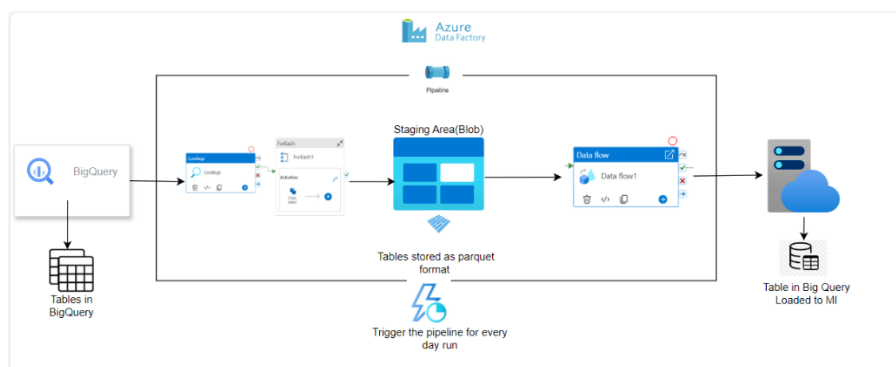 Azure
Data Factory
Pipeline
BigQuery
Lookup
Lookup
ForEach
ForEach1
Activities
Staging Area(Blob)
Data flow
Data flow1
Tables stored as parquet
format
Tables in
BigQuery
Trigger the pipeline for every
day run
Table in Big Query
Loaded to MI